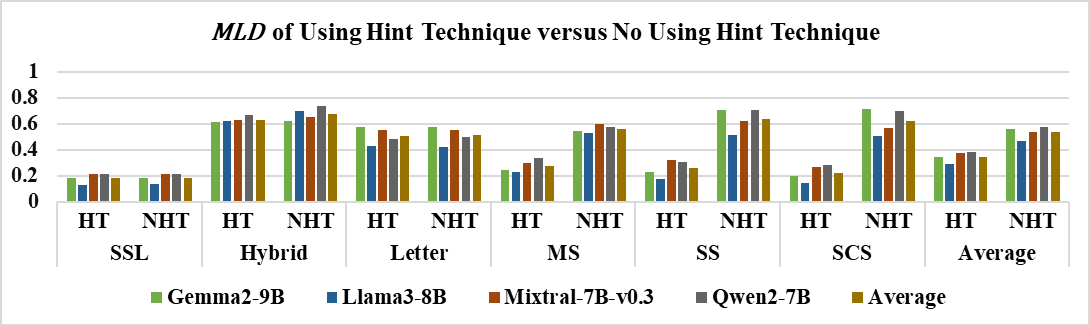 MLD of Using Hint Technique versus No Using Hint Technique
1
0.8
0.6
0.4
0.2
0
HT NHT HT NHT HT NHT HT NHT HT NHT HT NHT HT NHT
SSL Hybrid Letter MS SS SCS Average
Gemma2-9B Llama3-8B Mixtral-7B-v0.3 Qwen2-7B Average